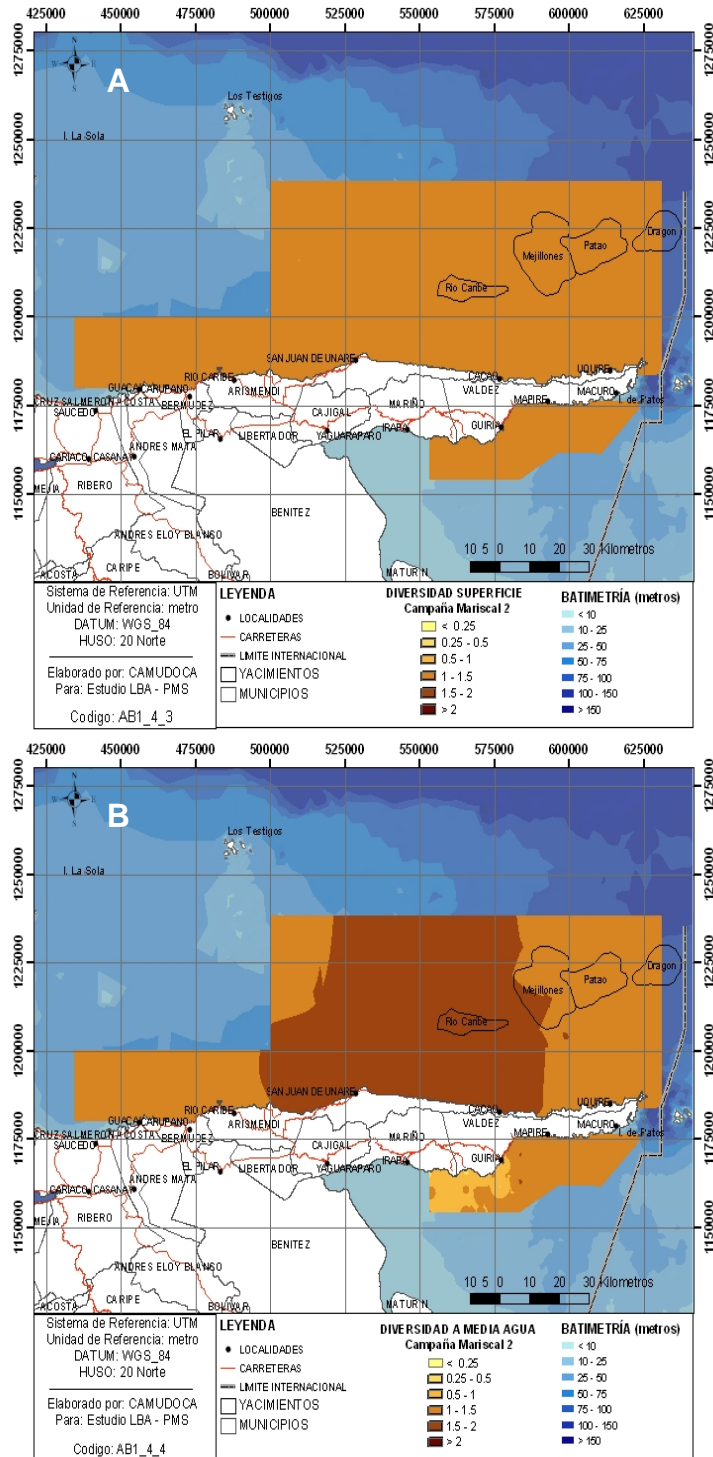 425000 450000 475000 500000 525000 550000 575000 600000 625000
A
N
W E
S
Los Testigos
I. La Sola
1275000
1250000
1225000
1200000
1175000
1150000
Dragon
Patao
Mejillones
Rio Caribe
SAN JUAN DE UNARE
RIO CARIBE
CARUPANO
CRUZ SALMERON ACOSTA
SAUCEDO
BERMUDEZ
ARISMENDI
CACAO
VALDEZ
UQUIRE
MACURO
I. de Patos
MAPIRE
MARIÑO
CAJIGAL
GUIRIA
IRAPA
YAGUARAPARO
LIBERTADOR
EL PILAR
ANDRES MATA
CARIACO
CASANAY
MEJIA
RIBERO
BENITEZ
ANDRES ELOY BLANSO
ACOSTA
CARIPE
BOLIVAR
MATURIN
10 5 0 10 20 30 Kilometros
Sistema de Referencia: UTM
Unidad de Referencia: metro
DATUM: WGS_84
HUSO: 20 Norte
Elaborado por: CAMUDOCA
Para: Estudio LBA - PMS
Codigo: AB1_4_3
LEYENDA
LOCALIDADES
CARRETERAS
LIMITE INTERNACIONAL
YACIMIENTOS
MUNICIPIOS
DIVERSIDAD SUPERFICIE
Campaña Mariscal 2
< 0.25
0.25 - 0.5
0.5 - 1
1 - 1.5
1.5 - 2
> 2
BATIMETRÍA (metros)
< 10
10 - 25
25 - 50
50 - 75
75 - 100
100 - 150
> 150
425000 450000 475000 500000 525000 550000 575000 600000 625000
B
N
W E
S
Los Testigos
I. La Sola
1275000
1250000
1225000
1200000
1175000
1150000
Dragon
Patao
Mejillones
Rio Caribe
SAN JUAN DE UNARE
RIO CARIBE
CARUPANO
CRUZ SALMERON ACOSTA
SAUCEDO
BERMUDEZ
ARISMENDI
CACAO
VALDEZ
UQUIRE
MACURO
I. de Patos
MAPIRE
MARIÑO
CAJIGAL
GUIRIA
IRAPA
YAGUARAPARO
LIBERTADOR
EL PILAR
ANDRES MATA
CARIACO
CASANAY
MEJIA
RIBERO
BENITEZ
ANDRES ELOY BLANSO
ACOSTA
CARIPE
BOLIVAR
MATURIN
10 5 0 10 20 30 Kilometros
Sistema de Referencia: UTM
Unidad de Referencia: metro
DATUM: WGS_84
HUSO: 20 Norte
Elaborado por: CAMUDOCA
Para: Estudio LBA - PMS
Codigo: AB1_4_4
LEYENDA
LOCALIDADES
CARRETERAS
LIMITE INTERNACIONAL
YACIMIENTOS
MUNICIPIOS
DIVERSIDAD A MEDIA AGUA
Campaña Mariscal 2
< 0.25
0.25 - 0.5
0.5 - 1
1 - 1.5
1.5 - 2
> 2
BATIMETRÍA (metros)
< 10
10 - 25
25 - 50
50 - 75
75 - 100
100 - 150
> 150